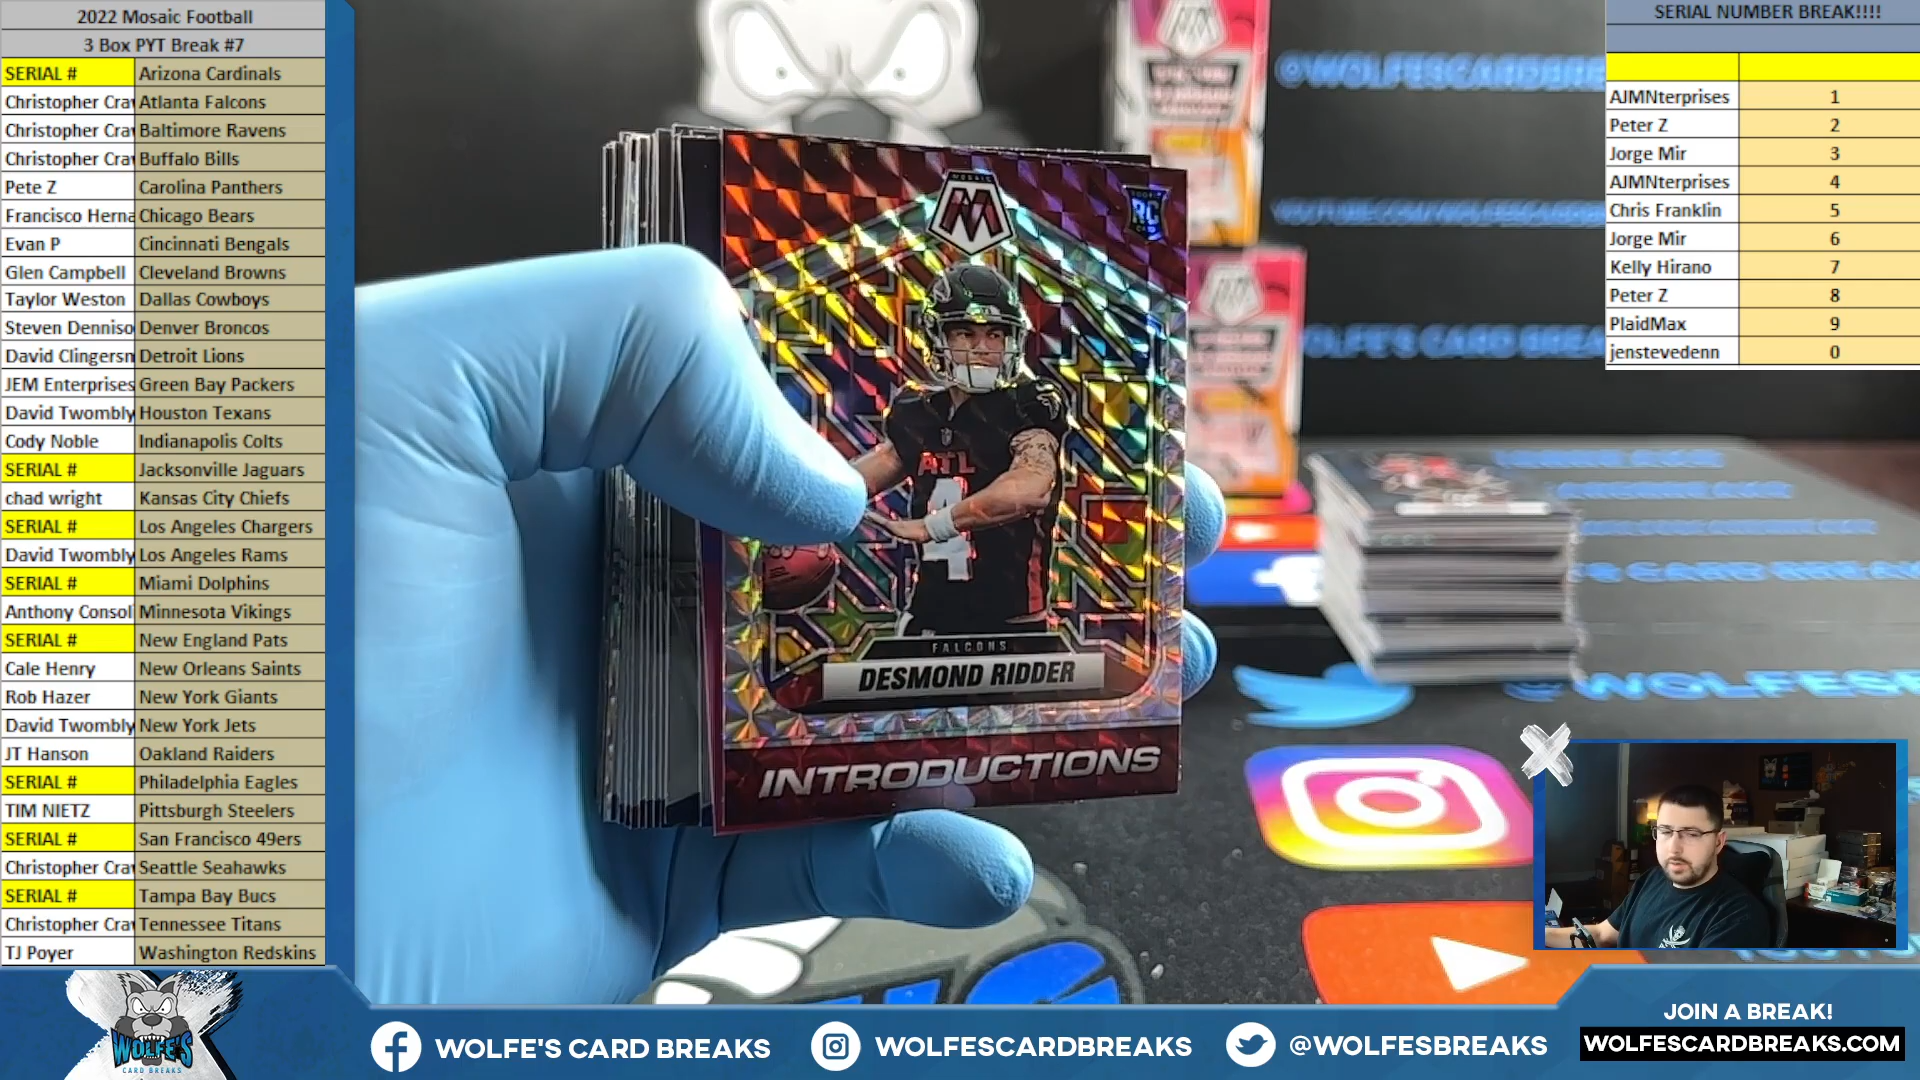 2022 Mosaic Football
3 Box PYT Break #7
SERIAL # Arizona Cardinals
Christopher Cra Atlanta Falcons
Christopher Cra Baltimore Ravens
Christopher Cra Buffalo Bills
Pete Z Carolina Panthers
Francisco Herna Chicago Bears
Evan P Cincinnati Bengals
Glen Campbell Cleveland Browns
Taylor Weston Dallas Cowboys
Steven Denniso Denver Broncos
David Clingersn Detroit Lions
JEM Enterprises Green Bay Packers
David Twombly Houston Texans
Cody Noble Indianapolis Colts
SERIAL # Jacksonville Jaguars
chad wright Kansas City Chiefs
SERIAL # Los Angeles Chargers
David Twombly Los Angeles Rams
SERIAL # Miami Dolphins
Anthony Consol Minnesota Vikings
SERIAL # New England Pats
Cale Henry New Orleans Saints
Rob Hazer New York Giants
David Twombly New York Jets
JT Hanson Oakland Raiders
SERIAL # Philadelphia Eagles
TIM NIETZ Pittsburgh Steelers
SERIAL # San Francisco 49ers
Christopher Cra Seattle Seahawks
SERIAL # Tampa Bay Bucs
Christopher Cra Tennessee Titans
TJ Poyer Washington Redskins
MOSAIC
RC
ATL
4
FALCONS
DESMOND RIDDER
INTRODUCTIONS
@WOLFESCARDBREA
WOLFE'S CARD BREA
SERIAL NUMBER BREAK!!!!
AJMNterprises 1
Peter Z 2
Jorge Mir 3
AJMNterprises 4
Chris Franklin 5
Jorge Mir 6
Kelly Hirano 7
Peter Z 8
PlaidMax 9
jenstevedenn 0
@WOLFESB
WOLFE'S
CARD BREAKS
WOLFE'S CARD BREAKS
WOLFESCARDBREAKS
@WOLFESBREAKS
JOIN A BREAK!
WOLFESCARDBREAKS.COM